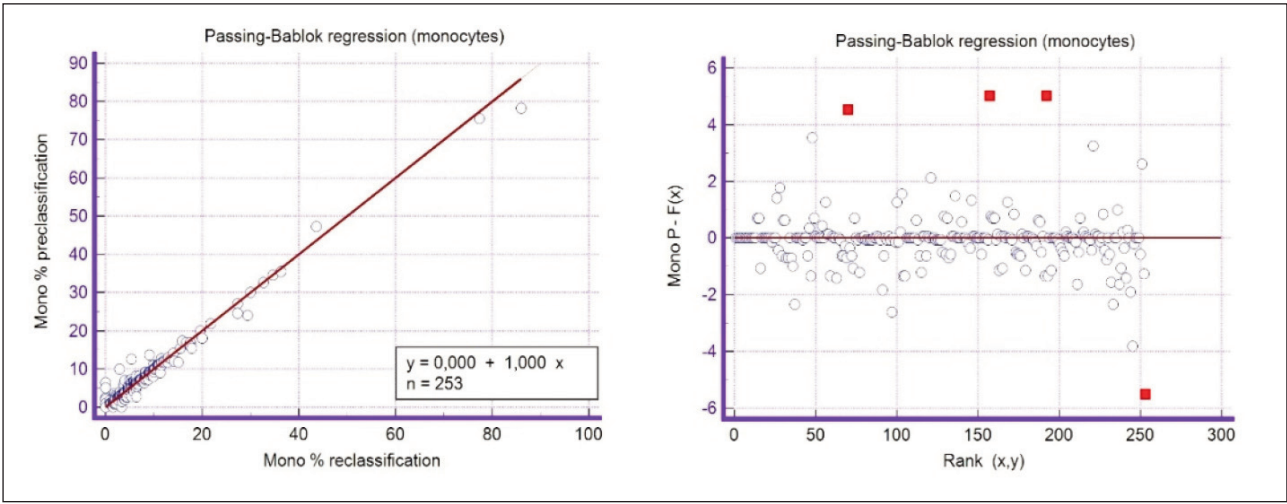 Passing-Bablok regression (monocytes)
90
80
70
60
50
40
30
20
10
0
Mono % preclassification
y = 0,000 + 1,000 x
n = 253
0 20 40 60 80 100
Mono % reclassification
Passing-Bablok regression (monocytes)
6
4
2
0
-2
-4
-6
Mono P - F(x)
0 50 100 150 200 250 300
Rank (x,y)